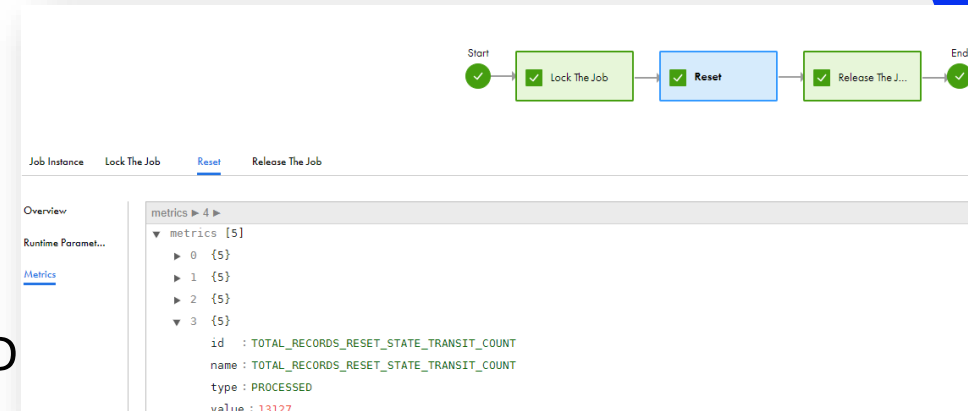 Start
End
Lock The Job
Reset
Release The J...
Job Instance
Lock The Job
Reset
Release The Job
Overview
Runtime Paramet...
Metrics
metrics ▶ 4 ▶
▼ metrics [5]
▶ 0 {5}
▶ 1 {5}
▶ 2 {5}
▼ 3 {5}
id : TOTAL_RECORDS_RESET_STATE_TRANSIT_COUNT
name : TOTAL_RECORDS_RESET_STATE_TRANSIT_COUNT
type : PROCESSED
value : 13127